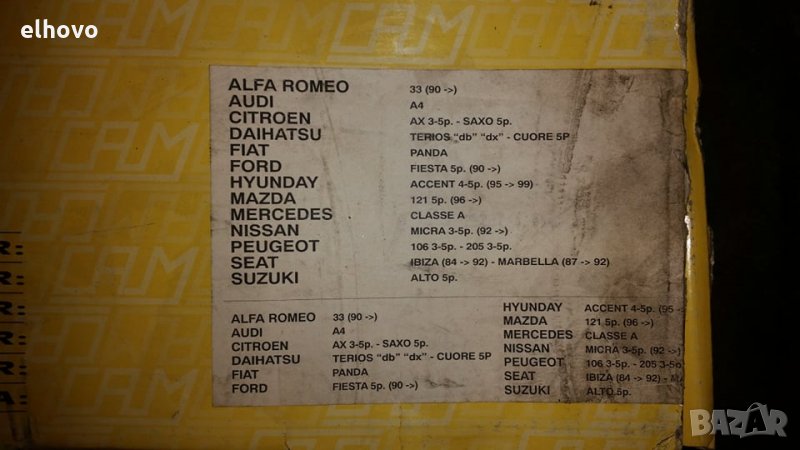 elhovo
CAM CAM CAM
ALFA ROMEO 33 (90 ->)
AUDI A4
CITROEN AX 3-5p. - SAXO 5p.
DAIHATSU TERIOS "db" "dx" - CUORE 5P
FIAT PANDA
FORD FIESTA 5p. (90 ->)
HYUNDAY ACCENT 4-5p. (95 -> 99)
MAZDA 121 5p. (96 ->)
MERCEDES CLASSE A
NISSAN MICRA 3-5p. (92 ->)
PEUGEOT 106 3-5p. - 205 3-5p.
SEAT IBIZA (84 -> 92) - MARBELLA (87 -> 92)
SUZUKI ALTO 5p.
ALFA ROMEO 33 (90 ->)
AUDI A4
CITROEN AX 3-5p. - SAXO 5p.
DAIHATSU TERIOS "db" "dx" - CUORE 5P
FIAT PANDA
FORD FIESTA 5p. (90 ->)
HYUNDAY ACCENT 4-5p. (95
MAZDA 121 5p. (96 ->)
MERCEDES CLASSE A
NISSAN MICRA 3-5p. (92 ->)
PEUGEOT 106 3-5p. - 205 3-5p
SEAT IBIZA (84 -> 92) -
SUZUKI ALTO 5p.
BAZAR